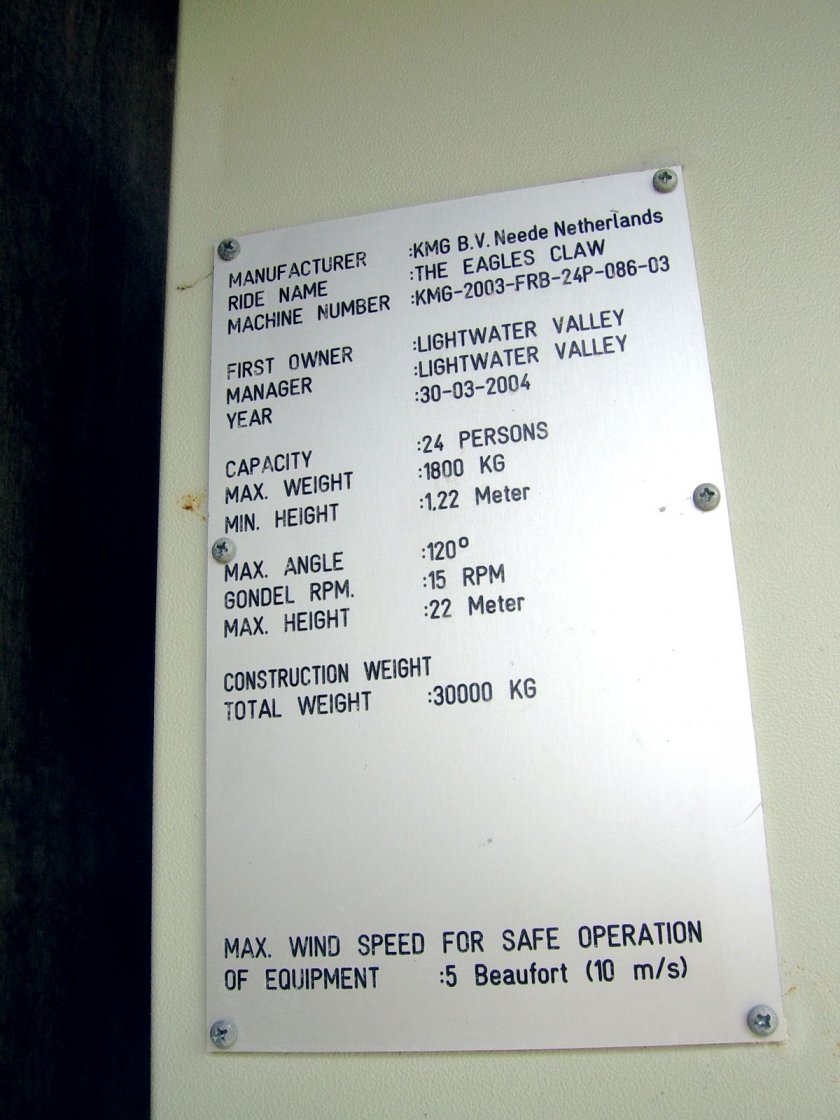 MANUFACTURER :KMG B.V. Neede Netherlands
RIDE NAME :THE EAGLES CLAW
MACHINE NUMBER :KMG-2003-FRB-24P-086-03
FIRST OWNER :LIGHTWATER VALLEY
MANAGER :LIGHTWATER VALLEY
YEAR :30-03-2004
CAPACITY :24 PERSONS
MAX. WEIGHT :1800 KG
MIN. HEIGHT :1,22 Meter
MAX. ANGLE :120°
GONDEL RPM. :15 RPM
MAX. HEIGHT :22 Meter
CONSTRUCTION WEIGHT
TOTAL WEIGHT :30000 KG
MAX. WIND SPEED FOR SAFE OPERATION
OF EQUIPMENT :5 Beaufort (10 m/s)